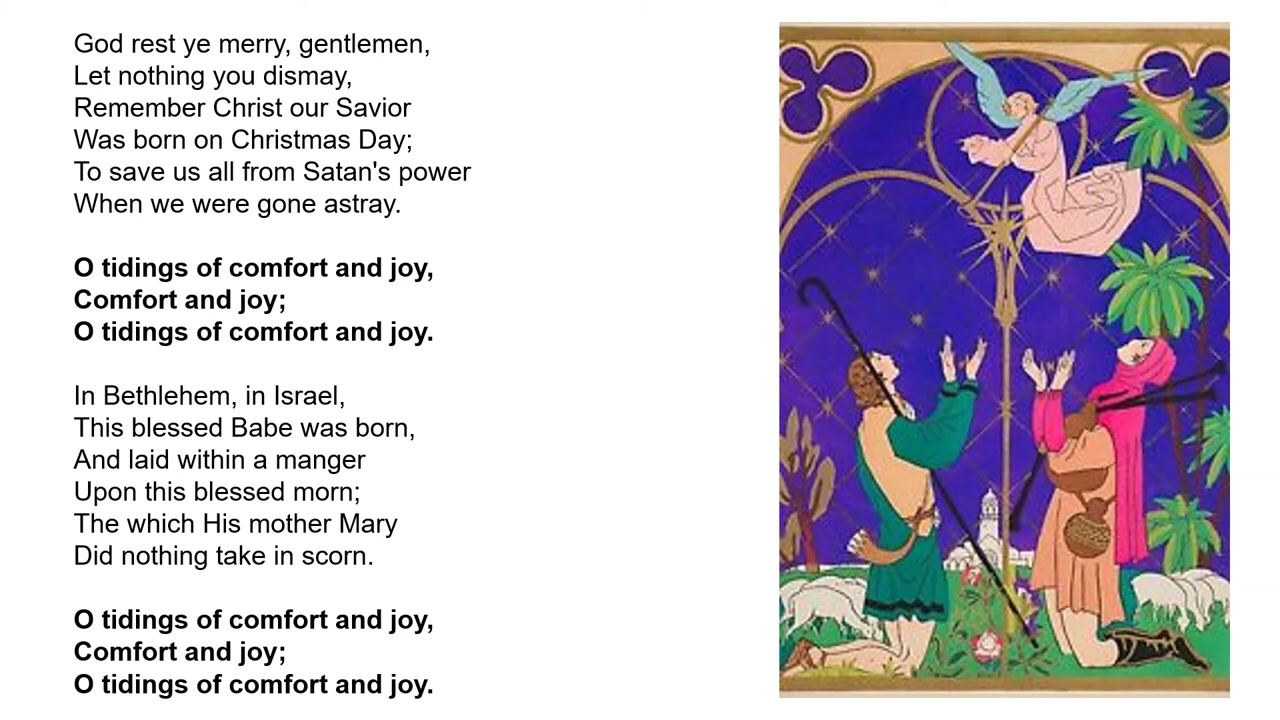 God rest ye merry, gentlemen,
Let nothing you dismay,
Remember Christ our Savior
Was born on Christmas Day;
To save us all from Satan's power
When we were gone astray.
O tidings of comfort and joy,
Comfort and joy;
O tidings of comfort and joy.
In Bethlehem, in Israel,
This blessed Babe was born,
And laid within a manger
Upon this blessed morn;
The which His mother Mary
Did nothing take in scorn.
O tidings of comfort and joy,
Comfort and joy;
O tidings of comfort and joy.